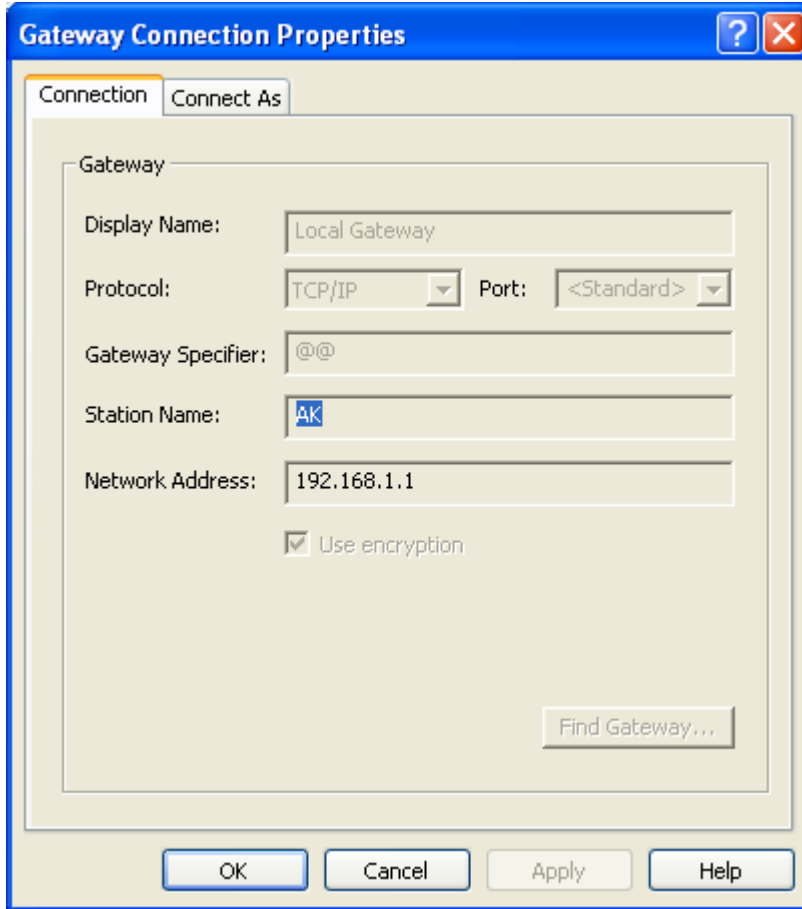 Gateway Connection Properties
Connection Connect As
Gateway
Display Name: Local Gateway
Protocol: TCP/IP Port: <Standard>
Gateway Specifier: @@
Station Name: AK
Network Address: 192.168.1.1
Use encryption
Find Gateway...
OK Cancel Apply Help